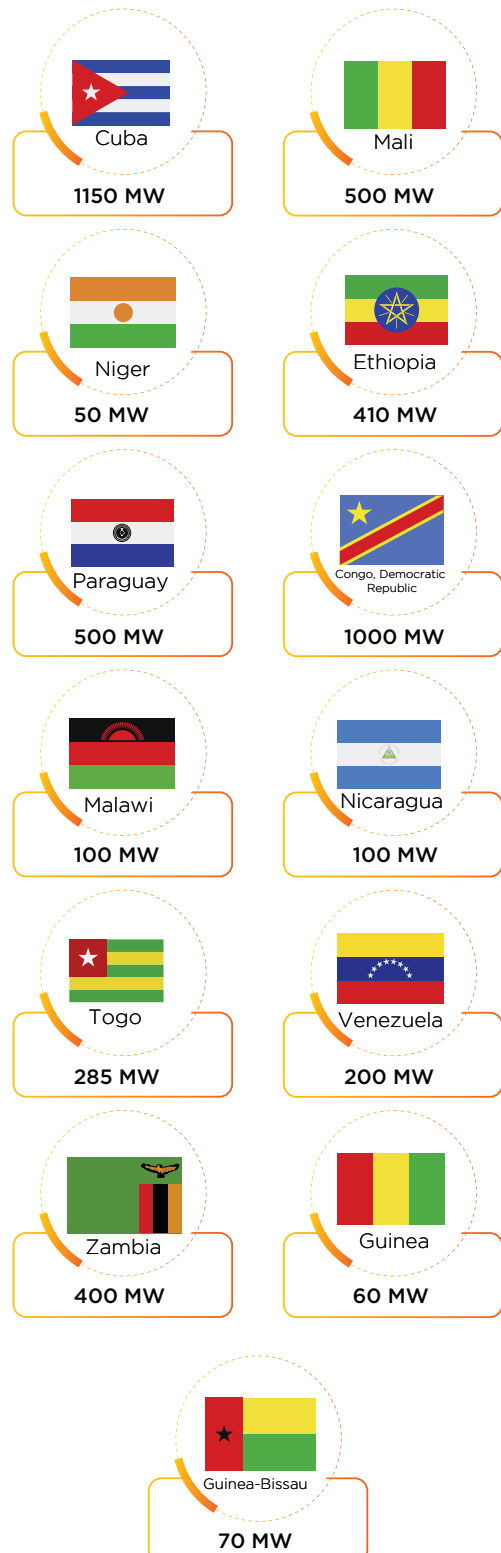 Cuba
1150 MW
Mali
500 MW
Niger
50 MW
Ethiopia
410 MW
Paraguay
500 MW
Congo, Democratic
Republic
1000 MW
Malawi
100 MW
Nicaragua
100 MW
Togo
285 MW
Venezuela
200 MW
Zambia
400 MW
Guinea
60 MW
Guinea-Bissau
70 MW